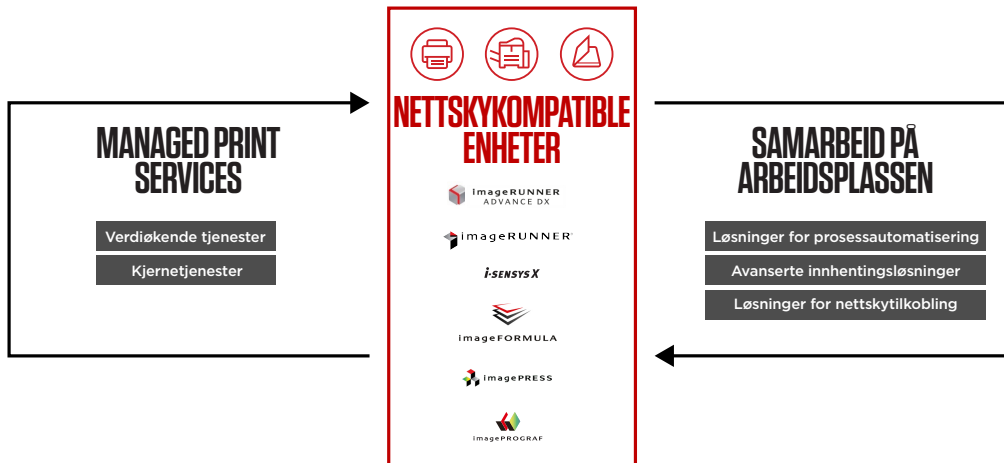 MANAGED PRINT
SERVICES
Verdiøkende tjenester
Kjernetjenester
NETTSKYKOMPATIBLE
ENHETER
imageRUNNER
ADVANCE DX
imageRUNNER
i-SENSYS X
imageFORMULA
imagePRESS
imagePROGRAF
SAMARBEID PÅ
ARBEIDSPLASSEN
Løsninger for prosessautomatisering
Avanserte innhentingsløsninger
Løsninger for nettskytilkobling